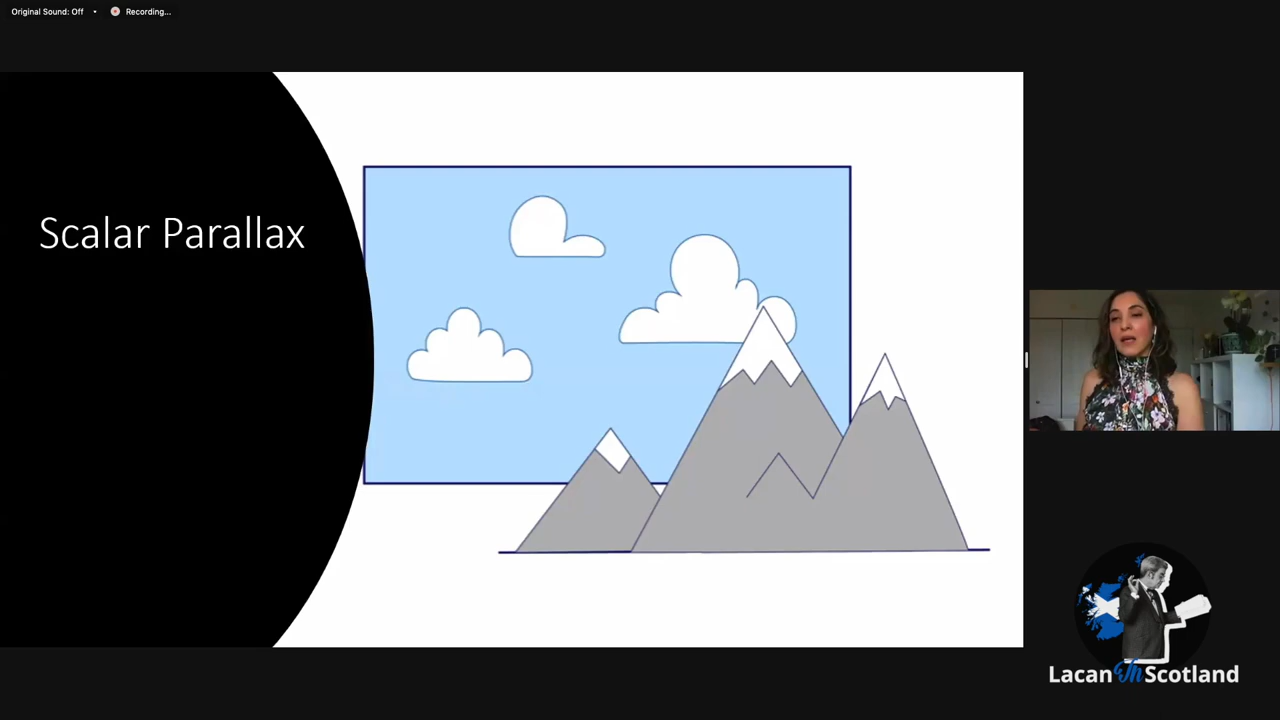 Original Sound: Off
Recording...
Scalar Parallax
Lacan In Scotland